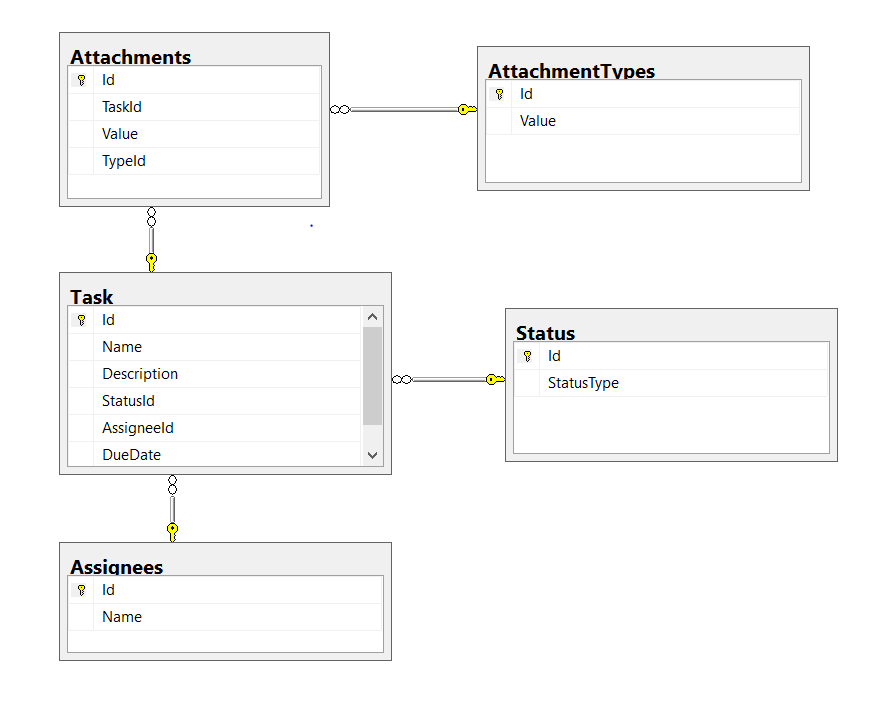 Attachments
Id
TaskId
Value
TypeId
AttachmentTypes
Id
Value
Task
Id
Name
Description
StatusId
AssigneeId
DueDate
Status
Id
StatusType
Assignees
Id
Name